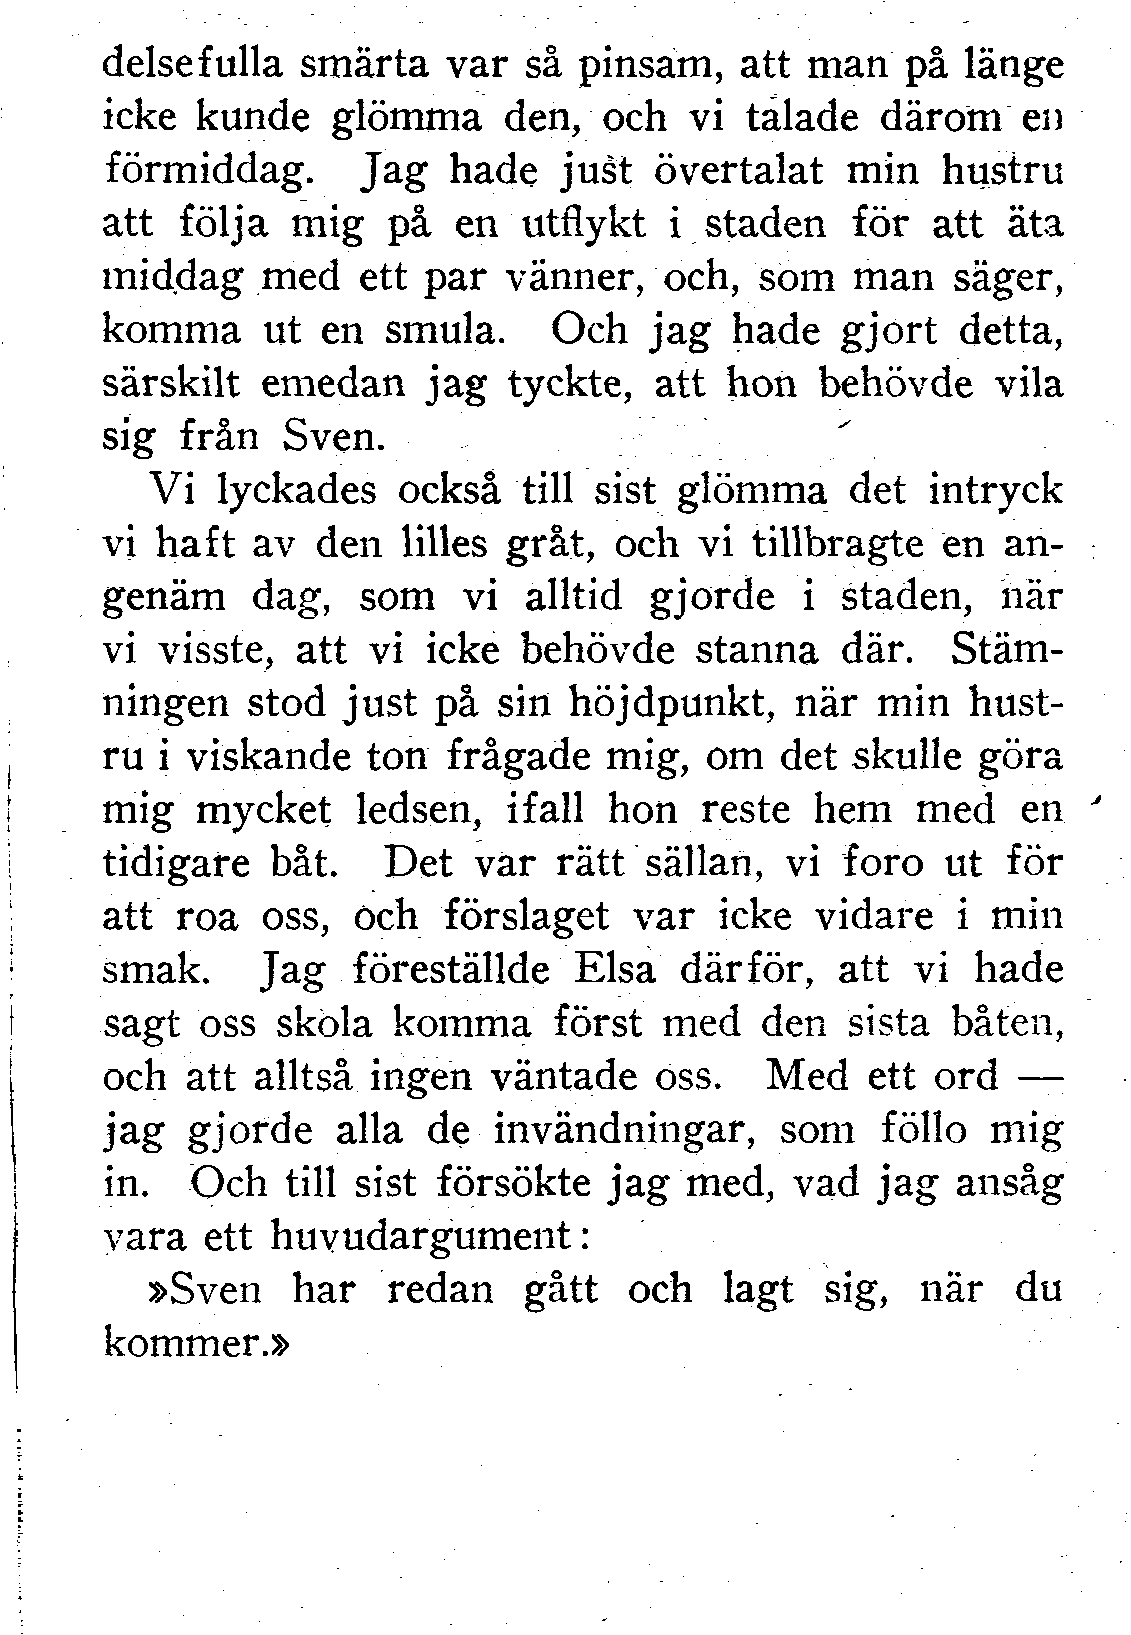 delsefulla smärta var så pinsam, att man på länge
icke kunde glömma den, och vi talade därom en
förmiddag. Jag hade just övertalat min hustru
att följa mig på en utflykt i staden för att äta
middag med ett par vänner, och, som man säger,
komma ut en smula. Och jag hade gjort detta,
särskilt emedan jag tyckte, att hon behövde vila
sig från Sven.
Vi lyckades också till sist glömma det intryck
vi haft av den lilles gråt, och vi tillbragte en an-
genäm dag, som vi alltid gjorde i staden, när
vi visste, att vi icke behövde stanna där. Stäm-
ningen stod just på sin höjdpunkt, när min hust-
ru i viskande ton frågade mig, om det skulle göra
mig mycket ledsen, ifall hon reste hem med en
tidigare båt. Det var rätt sällan, vi foro ut för
att roa oss, och förslaget var icke vidare i min
smak. Jag föreställde Elsa därför, att vi hade
sagt oss skola komma först med den sista båten,
och att alltså ingen väntade oss. Med ett ord —
jag gjorde alla de invändningar, som föllo mig
in. Och till sist försökte jag med, vad jag ansåg
vara ett huvudargument:
»Sven har redan gått och lagt sig, när du
kommer.»